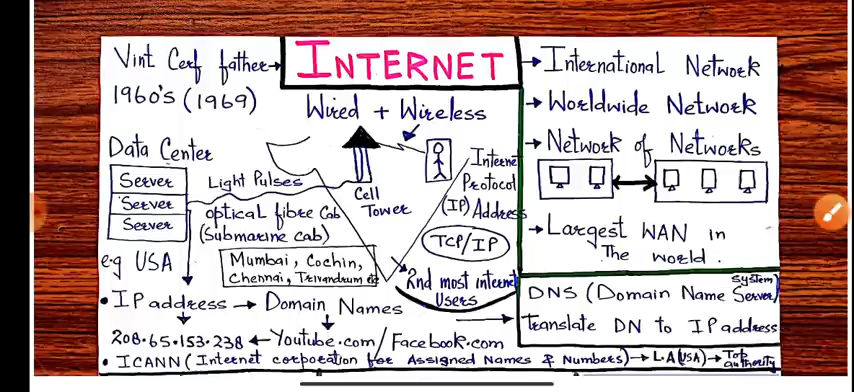 Vint Cerf father→
1960's (1969)
INTERNET
Wired + Wireless
→ International Network
→ Worldwide Network
→ Network of Networks
→ Largest WAN in
The world.
Data Center
Server
Server
Server
Light Pulses
optical fibre cab
(Submarine cab)
Cell
Tower
Internet
Protocol
(IP) Address
TCP/IP
e.g USA
Mumbai, Cochin,
Chennai, Trivandrum etc
2nd most internet
Users
DNS (Domain Name System Server)
Translate DN to IP address
• IP address → Domain Names
208.65.153.238 ← Youtube.com/Facebook.com
• ICANN (Internet corporation for Assigned Names & Numbers) → L.A (USA) → Top authority